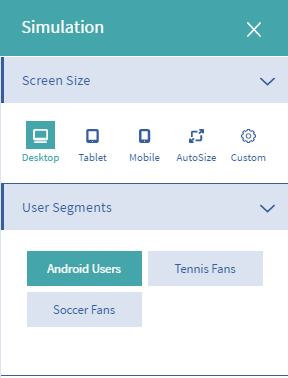 Simulation
Screen Size
Desktop Tablet Mobile AutoSize Custom
User Segments
Android Users Tennis Fans
Soccer Fans